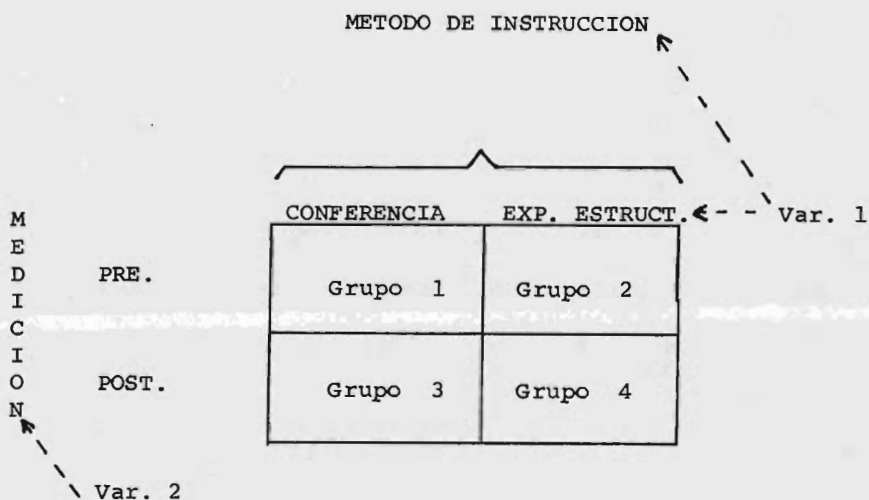 METODO DE INSTRUCCION
CONFERENCIA EXP. ESTRUCT. Var. 1
MEDICION
PRE. Grupo 1 Grupo 2
POST. Grupo 3 Grupo 4
Var. 2